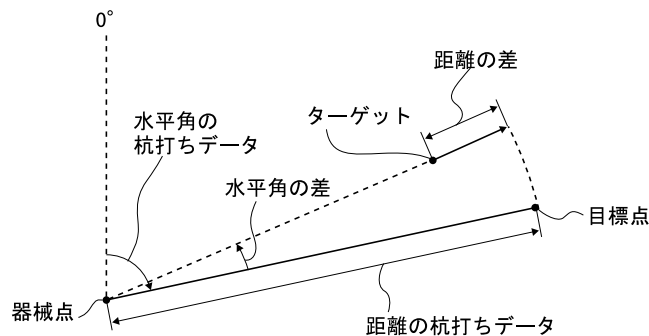 0°
距離の差
ターゲット
水平角の
杭打ちデータ
水平角の差
目標点
器械点
距離の杭打ちデータ